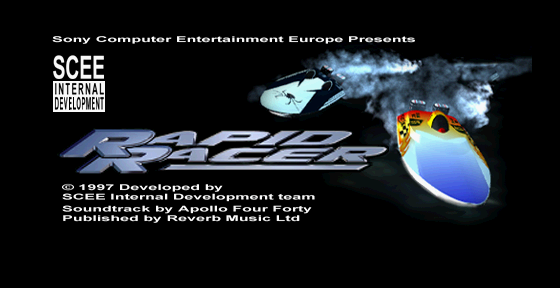 Sony Computer Entertainment Europe Presents
SCEE
INTERNAL
DEVELOPMENT
RAPID
RACER
© 1997 Developed by
SCEE Internal Development team
Soundtrack by Apollo Four Forty
Published by Reverb Music Ltd